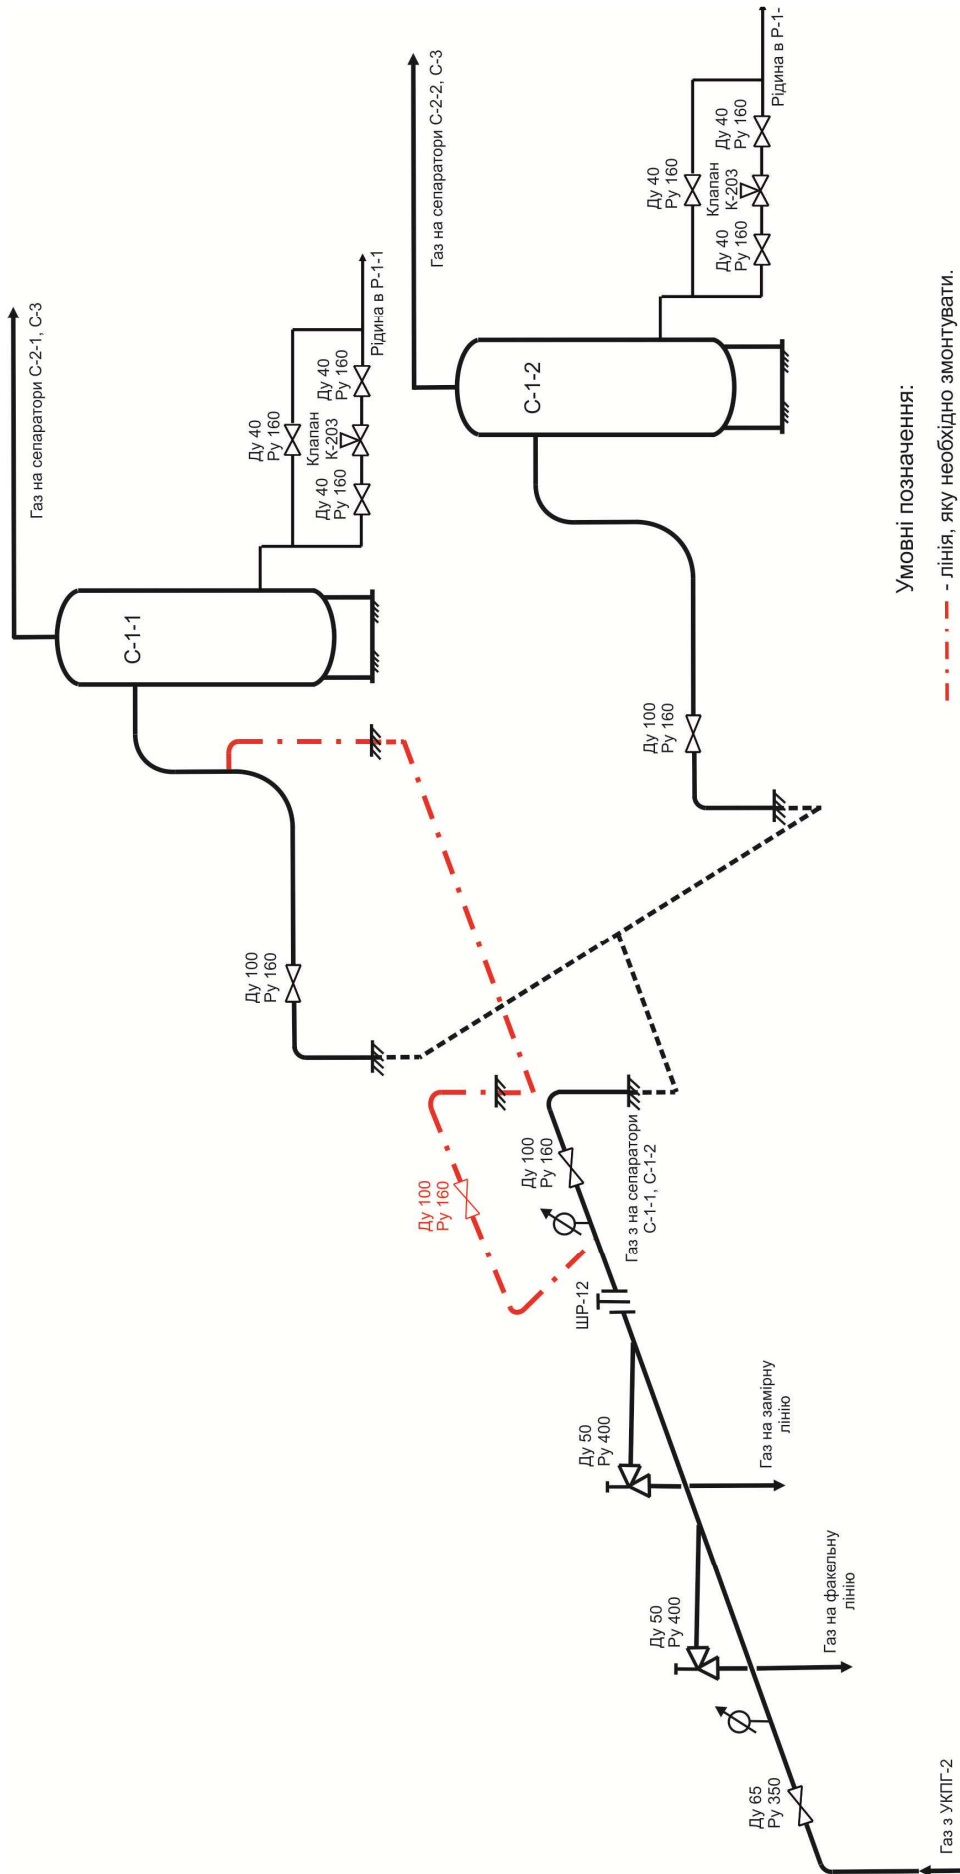 Газ на сепаратори С-2-1, С-3
С-1-1
Ду 40
Ру 160
Ду 40
Ру 160
Клапан
К-203
Ду 40
Ру 160
Рідина в Р-1-1
Газ на сепаратори С-2-2, С-3
С-1-2
Ду 40
Ру 160
Ду 40
Ру 160
Клапан
К-203
Ду 40
Ру 160
Рідина в Р-1-
Ду 100
Ру 160
Ду 100
Ру 160
Ду 100
Ру 160
Ду 100
Ру 160
Газ з на сепаратори
С-1-1, С-1-2
ШР-12
Ду 50
Ру 400
Газ на замірну
лінію
Ду 50
Ру 400
Газ на факельну
лінію
Ду 65
Ру 350
Газ з УКПГ-2
Умовні позначення:
- лінія, яку необхідно змонтувати.